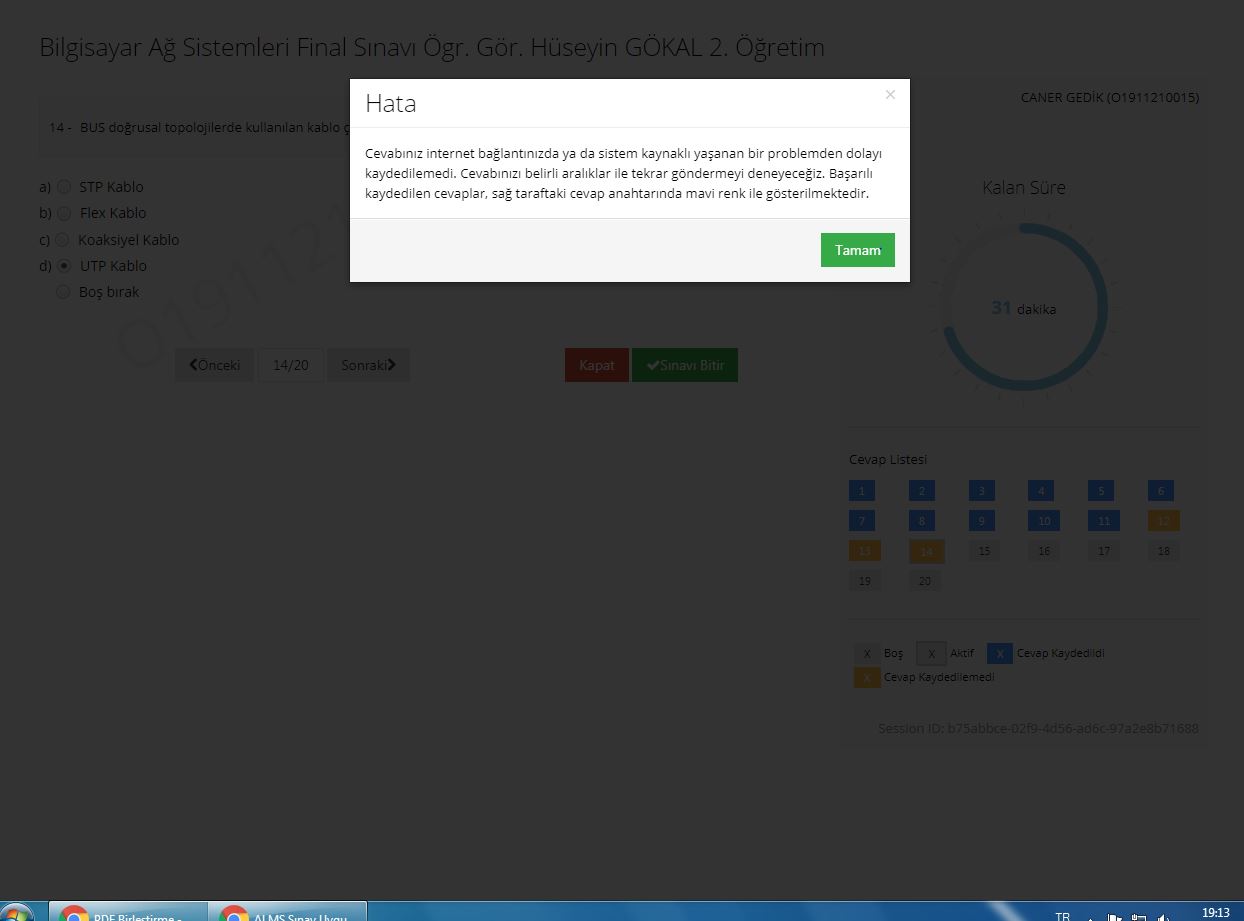 Bilgisayar Ağ Sistemleri Final Sınavı Ögr. Gör. Hüseyin GÖKAL 2. Öğretim
Hata
×
CANER GEDİK (O1911210015)
14 - BUS doğrusal topolojilerde kullanılan kablo
Cevabınız internet bağlantınızda ya da sistem kaynaklı yaşanan bir problemden dolayı
kaydedilemedi. Cevabınızı belirli aralıklar ile tekrar göndermeyi deneyeceğiz. Başarılı
kaydedilen cevaplar, sağ taraftaki cevap anahtarında mavi renk ile gösterilmektedir.
Tamam
a) STP Kablo
b) Flex Kablo
c) Koaksiyel Kablo
d) UTP Kablo
Boş bırak
O191121
Önceki 14/20 Sonraki
Kapat Sınavı Bitir
Kalan Süre
31 dakika
Cevap Listesi
1 2 3 4 5 6
7 8 9 10 11 12
13 14 15 16 17 18
19 20
X Boş X Aktif X Cevap Kaydedildi
X Cevap Kaydedilemedi
Session ID: b75abbce-02f9-4d56-ad6c-97a2e8b71688
PDF Birleştirme - ALMS Sınav Uygu TR 19:13